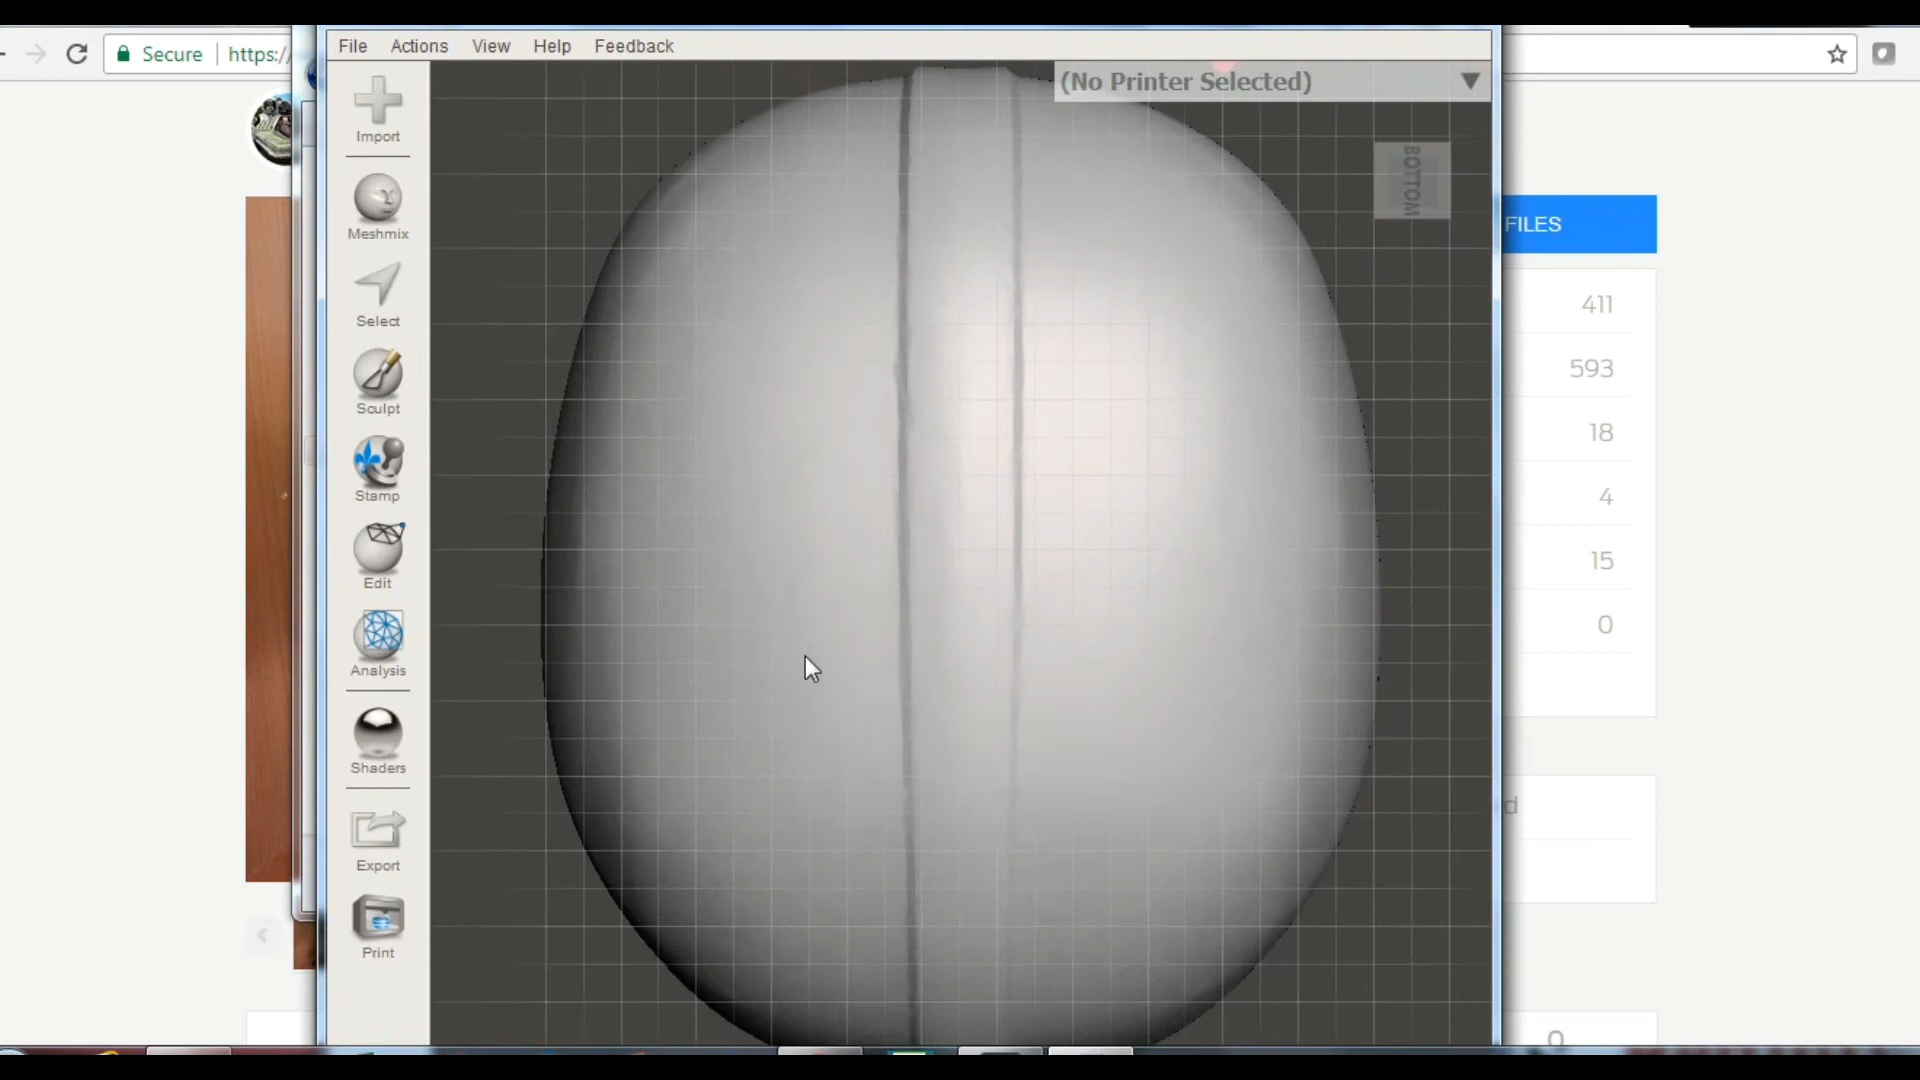 Secure
https:/
File Actions View Help Feedback
(No Printer Selected)
Import
BOTTOM
Meshmix
FILES
Select
411
593
Sculpt
18
Stamp
4
Edit
15
0
Analysis
Shaders
d
Export
Print
0